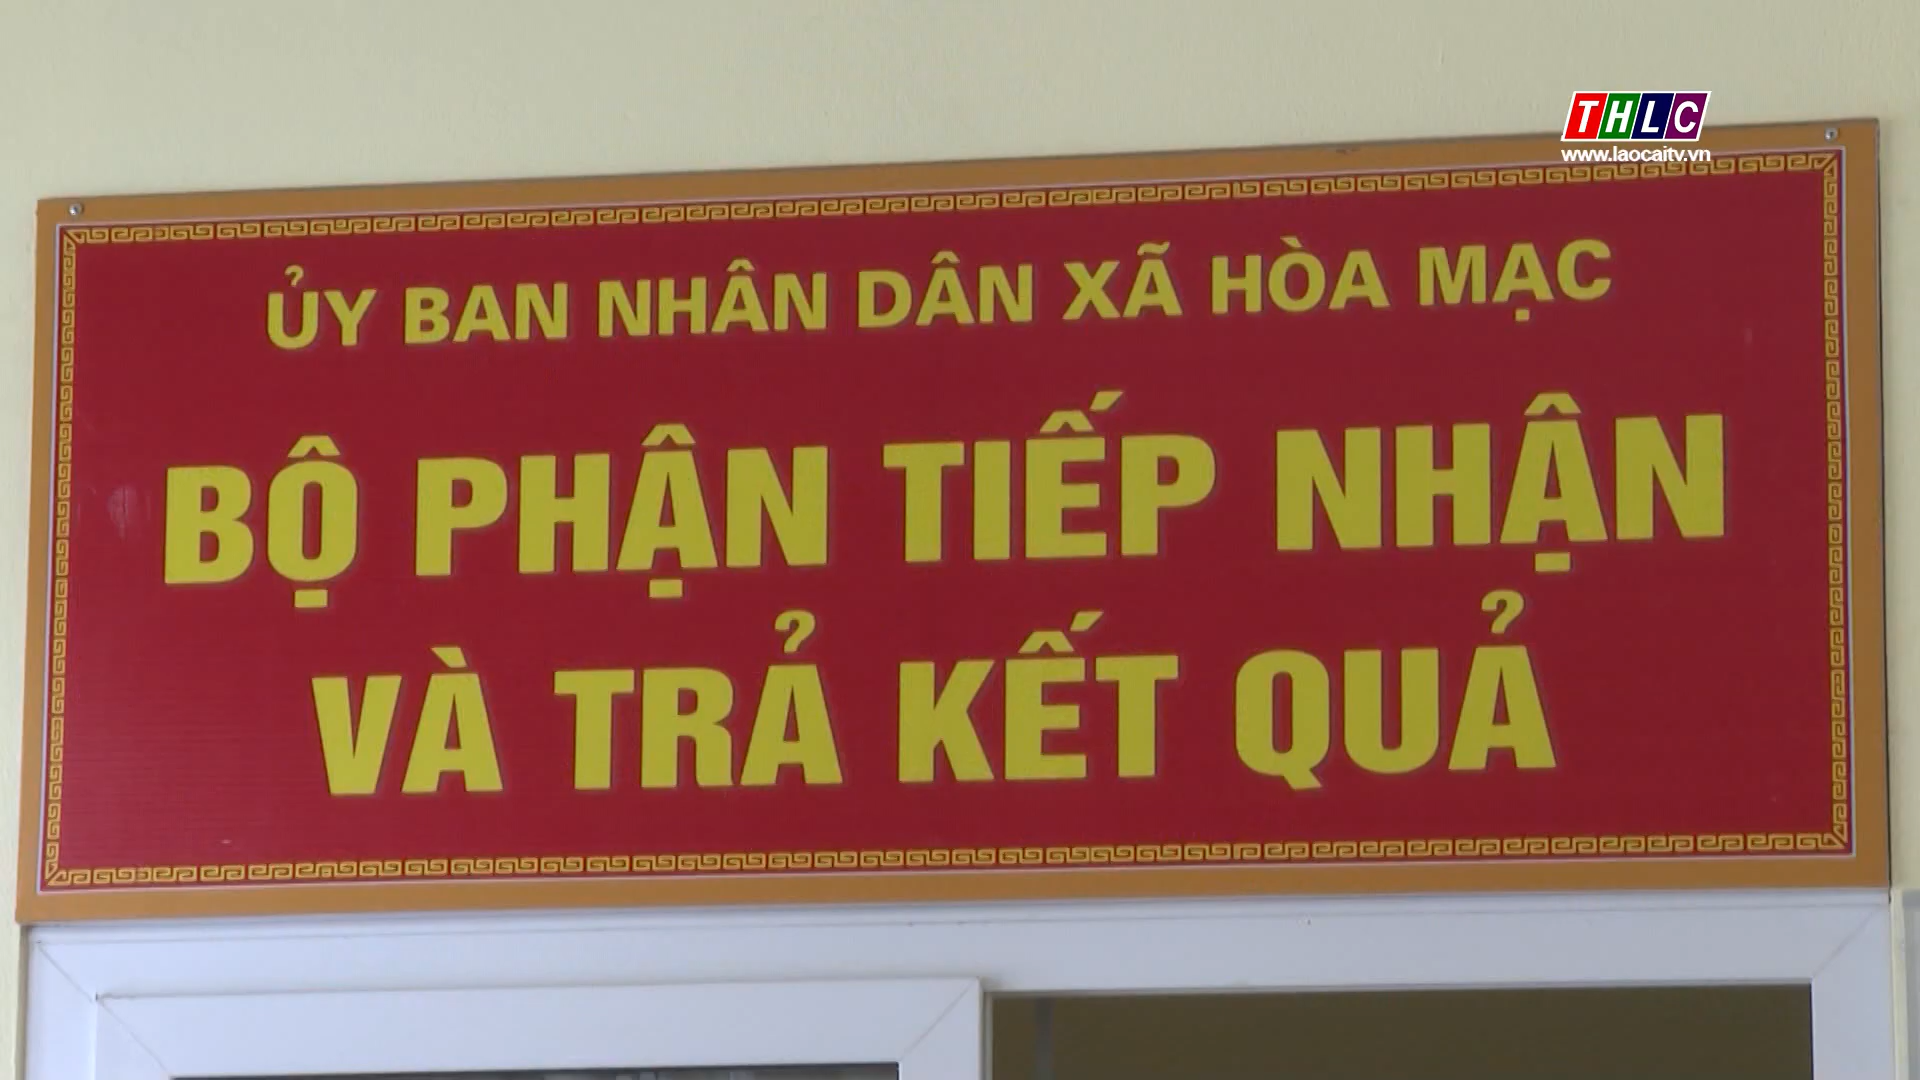 THLC
www.laocaitv.vn
ỦY BAN NHÂN DÂN XÃ HÒA MẠC
BỘ PHẬN TIẾP NHẬN
VÀ TRẢ KẾT QUẢ